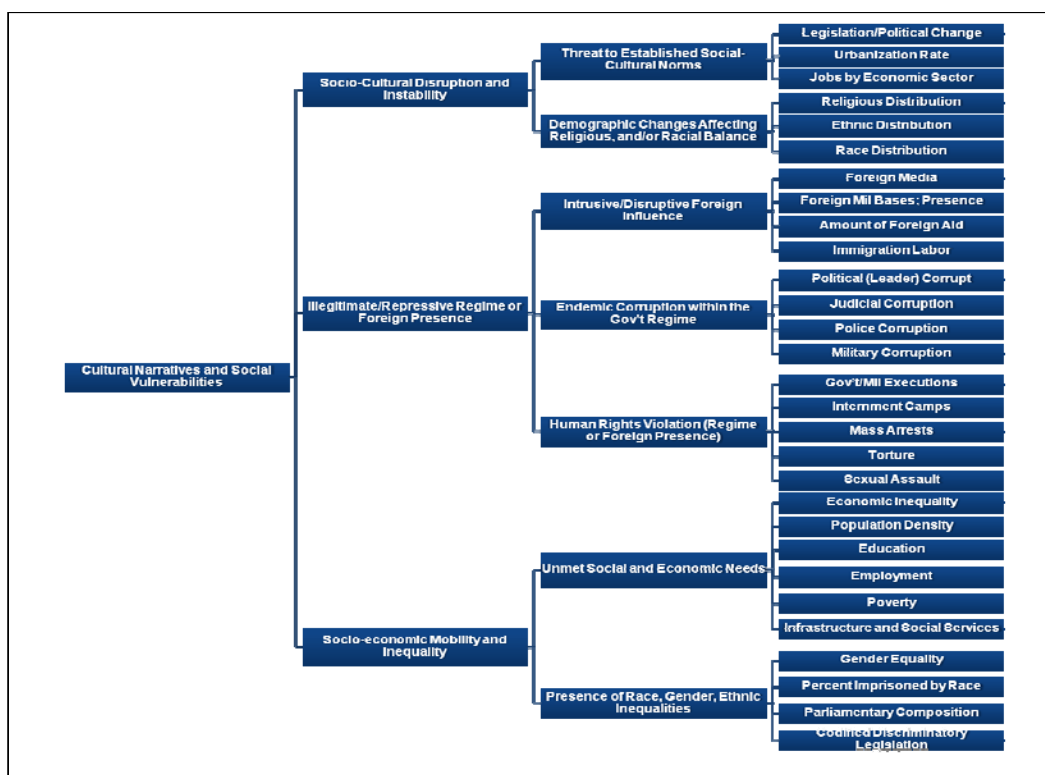 Legislation/Political Change
Threat to Established Social-
Cultural Norms
Urbanization Rate
Socio-Cultural Disruption and
Instability
Jobs by Economic Sector
Religious Distribution
Demographic Changes Affecting
Religious, and/or Racial Balance
Ethnic Distribution
Race Distribution
Foreign Media
Intrusive/Disruptive Foreign
Influence
Foreign Mil Bases; Presence
Amount of Foreign Aid
Immigration Labor
Political (Leader) Corrupt
Illegitimate/Repressive Regime or
Foreign Presence
Endemic Corruption within the
Gov't Regime
Judicial Corruption
Police Corruption
Military Corruption
Cultural Narratives and Social
Vulnerabilities
Gov't/Mil Executions
Internment Camps
Human Rights Violation (Regime
or Foreign Presence)
Mass Arrests
Torture
Sexual Assault
Economic Inequality
Population Density
Education
Unmet Social and Economic Needs
Employment
Poverty
Infrastructure and Social Services
Socio-economic Mobility and
Inequality
Gender Equality
Percent Imprisoned by Race
Presence of Race, Gender, Ethnic
Inequalities
Parliamentary Composition
Codified Discriminatory
Legislation